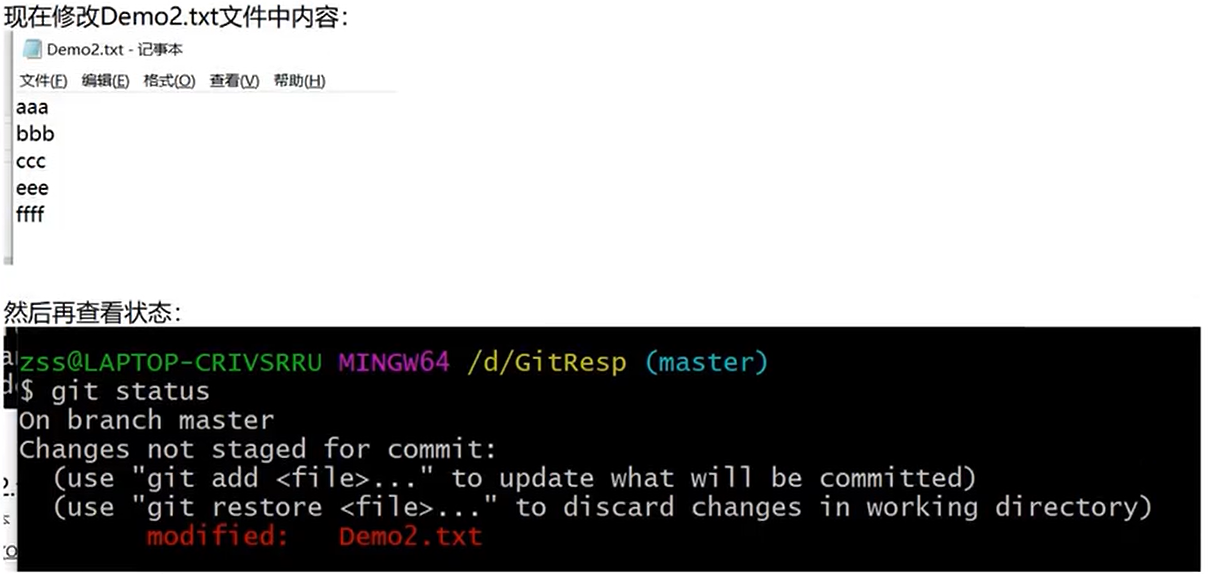 现在修改Demo2.txt文件中内容：
Demo2.txt - 记事本
文件(F) 编辑(E) 格式(O) 查看(V) 帮助(H)
aaa
bbb
ccc
eee
ffff
然后再查看状态：
zss@LAPTOP-CRIVSRRU MINGW64 /d/GitResp (master)
$ git status
On branch master
Changes not staged for commit:
  (use "git add <file>..." to update what will be committed)
  (use "git restore <file>..." to discard changes in working directory)
        modified:   Demo2.txt